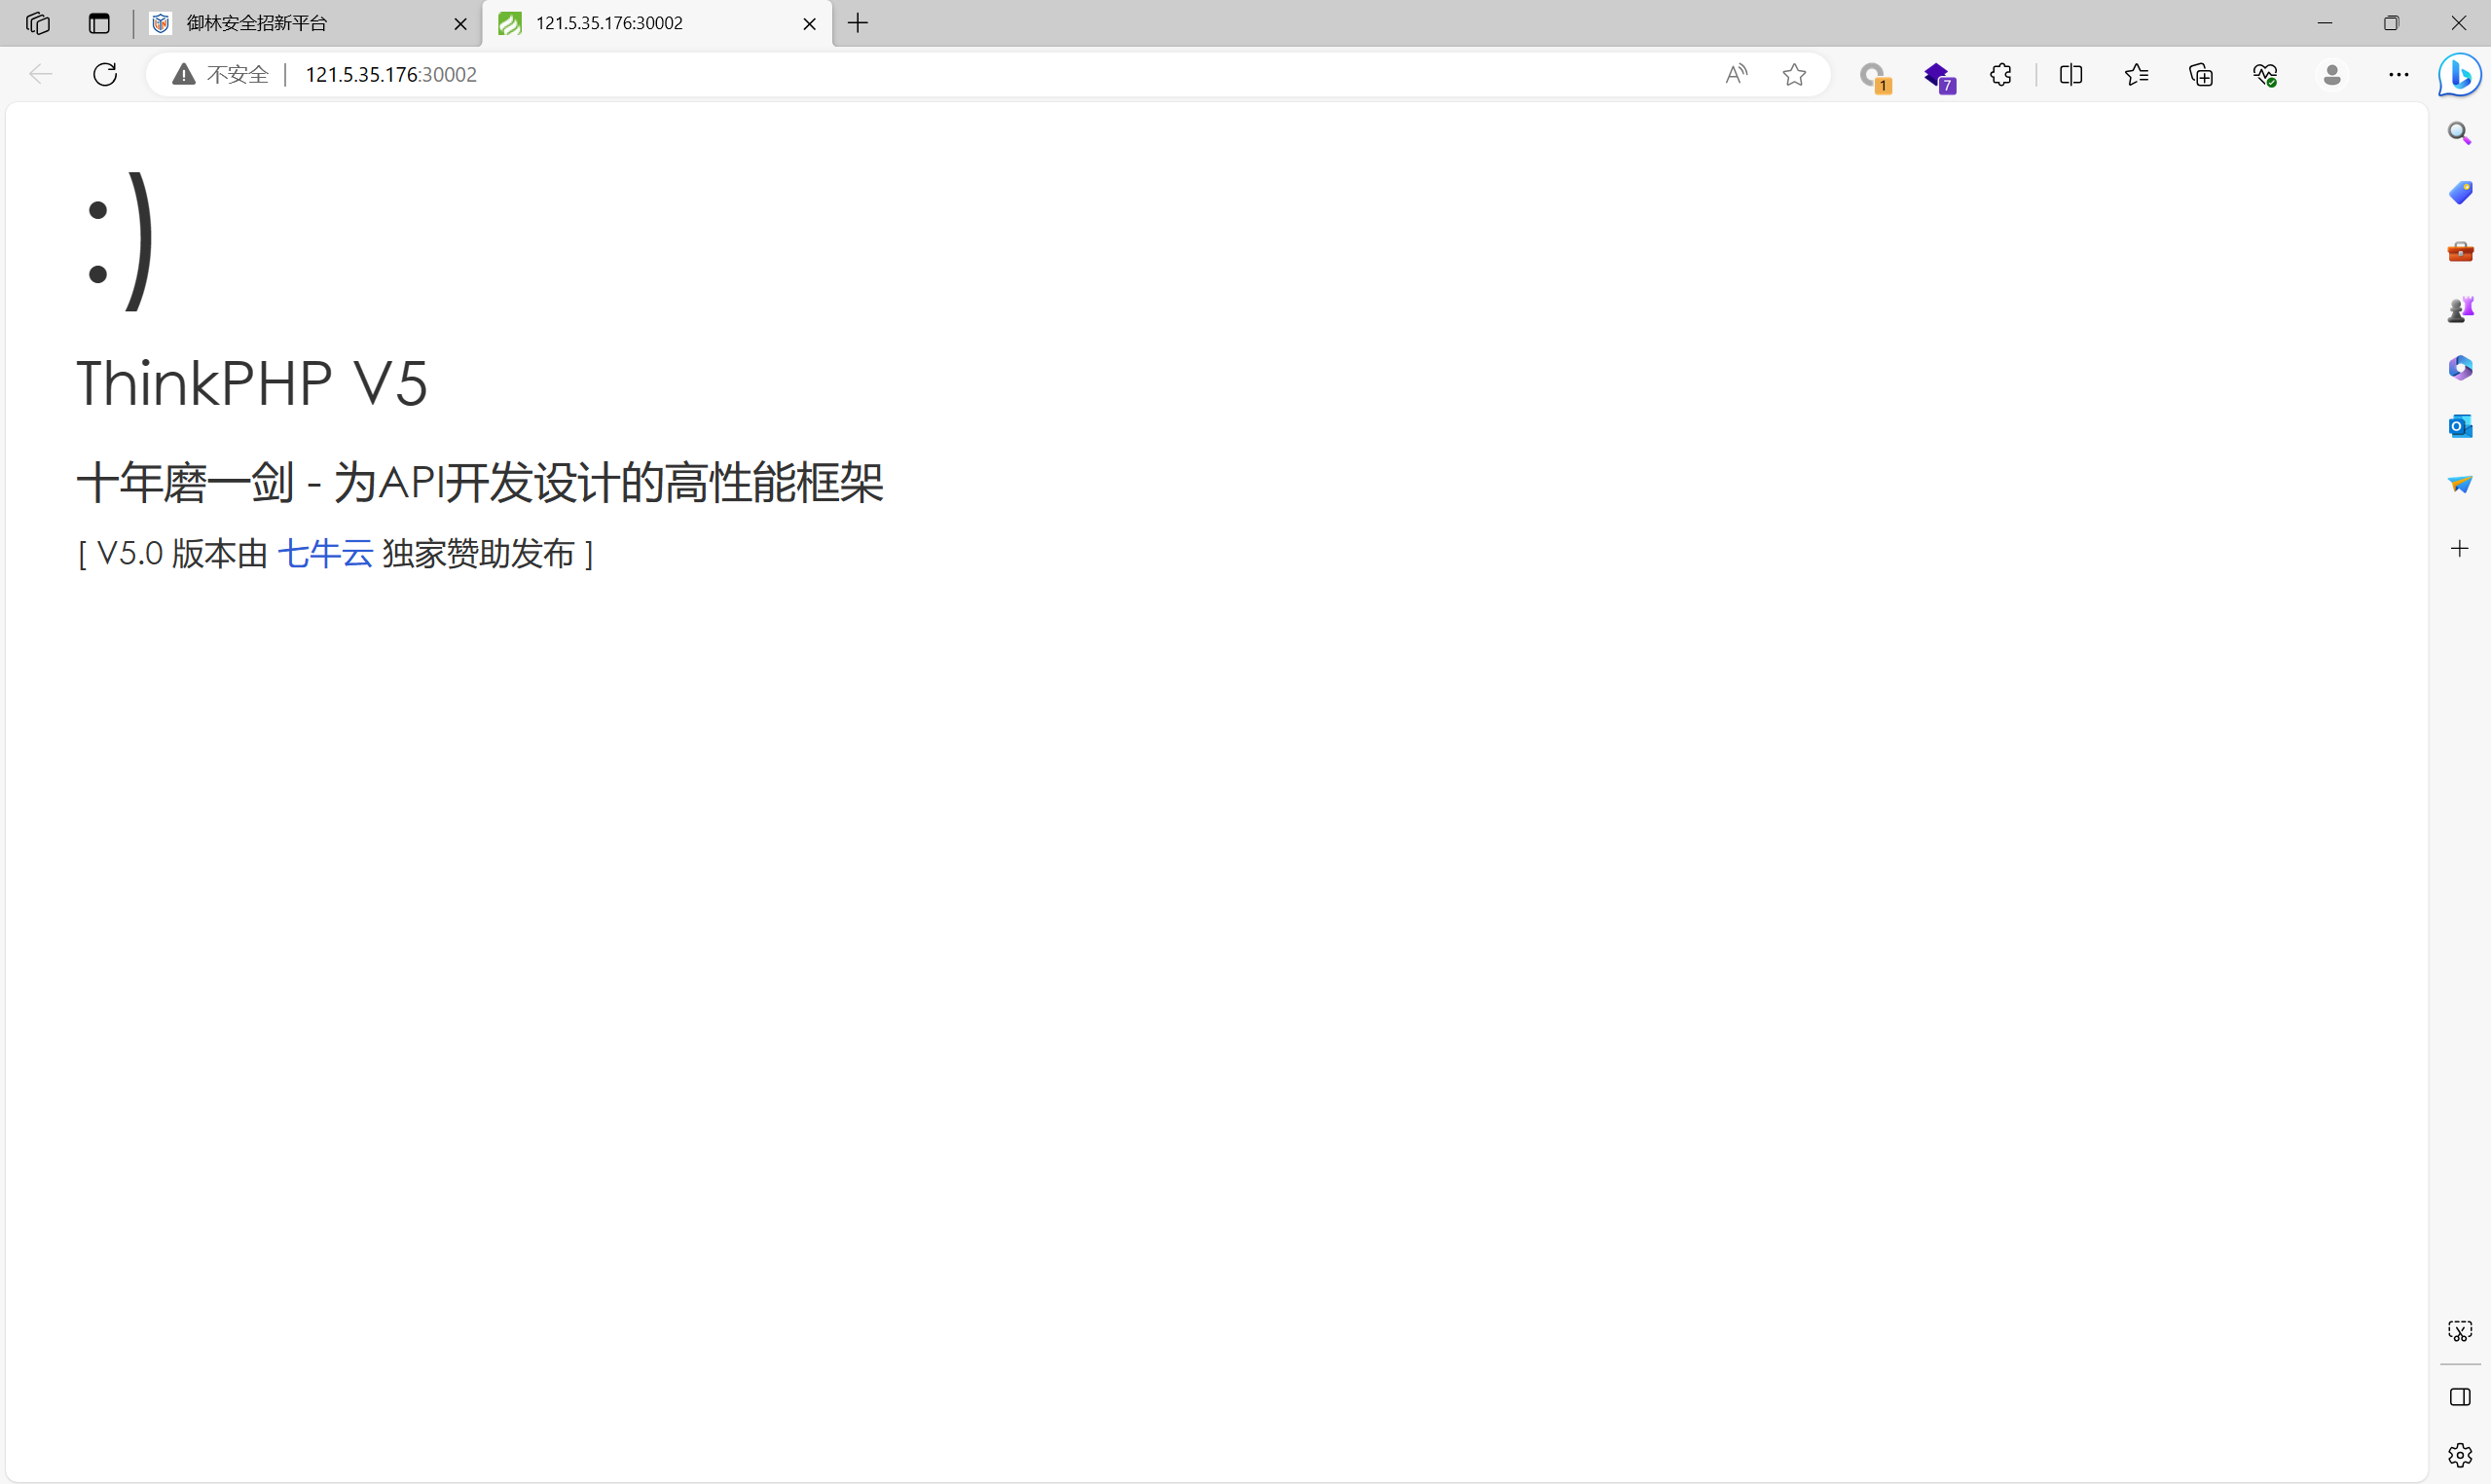 御林安全招新平台
121.5.35.176:30002
不安全
121.5.35.176:30002
1
7
:)
ThinkPHP V5
十年磨一剑 - 为API开发设计的高性能框架
[ V5.0 版本由 七牛云 独家赞助发布 ]